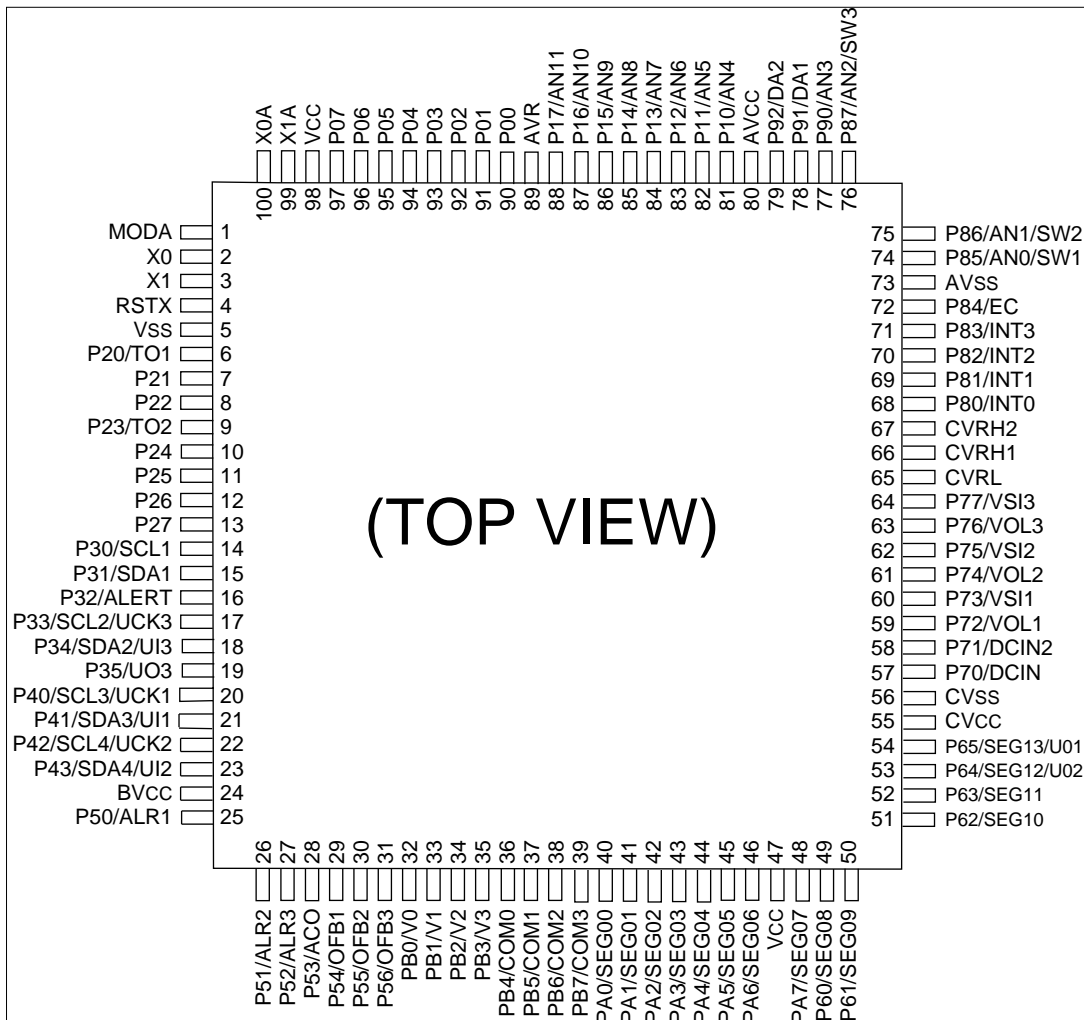 X0A
X1A
VCC
P07
P06
P05
P04
P03
P02
P01
P00
AVR
P17/AN11
P16/AN10
P15/AN9
P14/AN8
P13/AN7
P12/AN6
P11/AN5
P10/AN4
AVCC
P92/DA2
P91/DA1
P90/AN3
P87/AN2/SW3
100
99
98
97
96
95
94
93
92
91
90
89
88
87
86
85
84
83
82
81
80
79
78
77
76
MODA 1
X0 2
X1 3
RSTX 4
VSS 5
P20/TO1 6
P21 7
P22 8
P23/TO2 9
P24 10
P25 11
P26 12
P27 13
P30/SCL1 14
P31/SDA1 15
P32/ALERT 16
P33/SCL2/UCK3 17
P34/SDA2/UI3 18
P35/UO3 19
P40/SCL3/UCK1 20
P41/SDA3/UI1 21
P42/SCL4/UCK2 22
P43/SDA4/UI2 23
BVCC 24
P50/ALR1 25
(TOP VIEW)
75 P86/AN1/SW2
74 P85/AN0/SW1
73 AVSS
72 P84/EC
71 P83/INT3
70 P82/INT2
69 P81/INT1
68 P80/INT0
67 CVRH2
66 CVRH1
65 CVRL
64 P77/VSI3
63 P76/VOL3
62 P75/VSI2
61 P74/VOL2
60 P73/VSI1
59 P72/VOL1
58 P71/DCIN2
57 P70/DCIN
56 CVSS
55 CVCC
54 P65/SEG13/U01
53 P64/SEG12/U02
52 P63/SEG11
51 P62/SEG10
26
27
28
29
30
31
32
33
34
35
36
37
38
39
40
41
42
43
44
45
46
47
48
49
50
P51/ALR2
P52/ALR3
P53/ACO
P54/OFB1
P55/OFB2
P56/OFB3
PB0/V0
PB1/V1
PB2/V2
PB3/V3
PB4/COM0
PB5/COM1
PB6/COM2
PB7/COM3
PA0/SEG00
PA1/SEG01
PA2/SEG02
PA3/SEG03
PA4/SEG04
PA5/SEG05
PA6/SEG06
VCC
PA7/SEG07
P60/SEG08
P61/SEG09